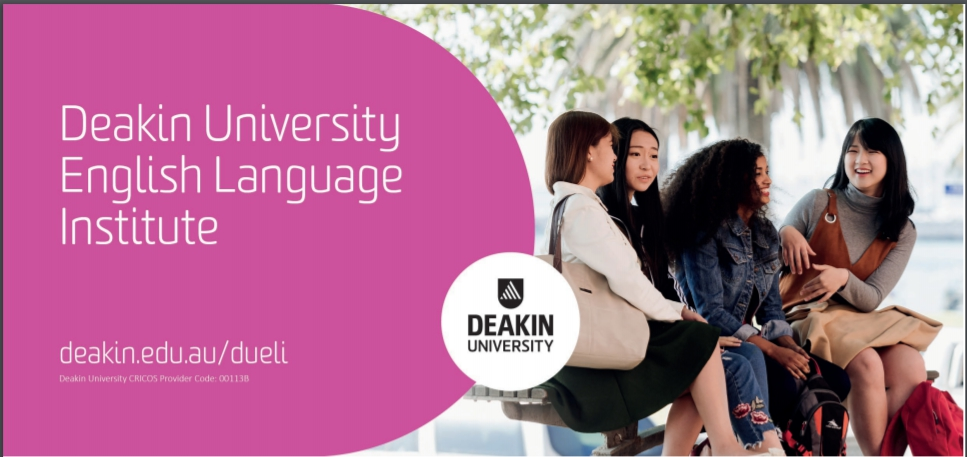 Deakin University
English Language
Institute
deakin.edu.au/dueli
Deakin University CRICOS Provider Code: 00113B
DEAKIN
UNIVERSITY